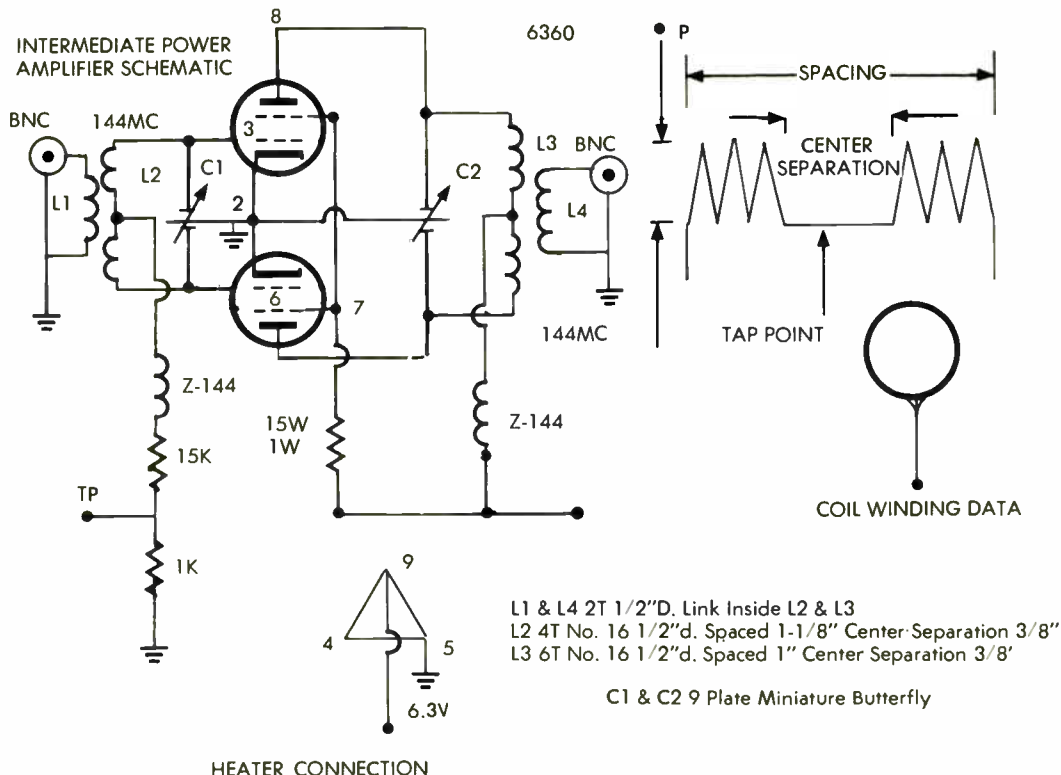 INTERMEDIATE POWER
AMPLIFIER SCHEMATIC
8
6360
P
SPACING
BNC
144MC
3
C1
C2
L3
BNC
CENTER
SEPARATION
L1
L2
2
L4
6
7
144MC
TAP POINT
Z-144
15W
1W
Z-144
15K
TP
1K
COIL WINDING DATA
9
4
5
6.3V
HEATER CONNECTION
L1 & L4 2T 1/2"D. Link Inside L2 & L3
L2 4T No. 16 1/2"d. Spaced 1-1/8" Center Separation 3/8"
L3 6T No. 16 1/2"d. Spaced 1" Center Separation 3/8'
C1 & C2 9 Plate Miniature Butterfly